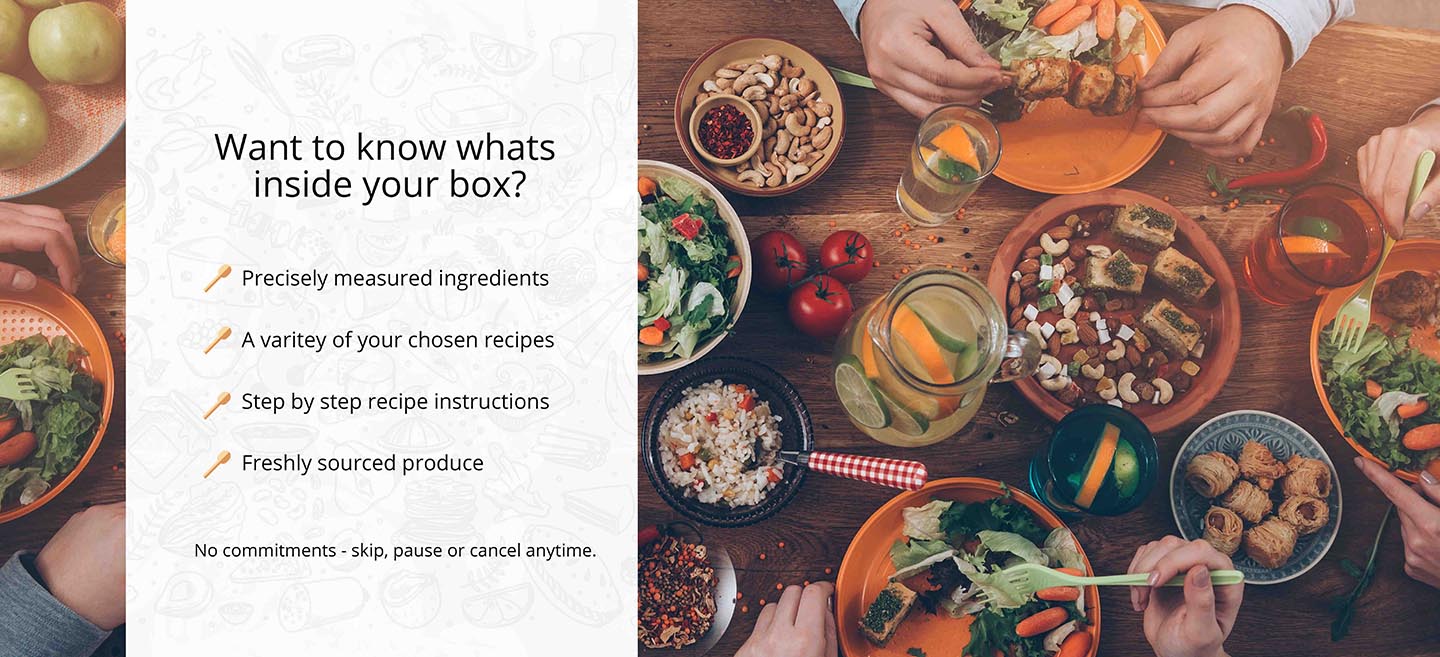 Want to know whats
inside your box?
Precisely measured ingredients
A varitey of your chosen recipes
Step by step recipe instructions
Freshly sourced produce
No commitments - skip, pause or cancel anytime.